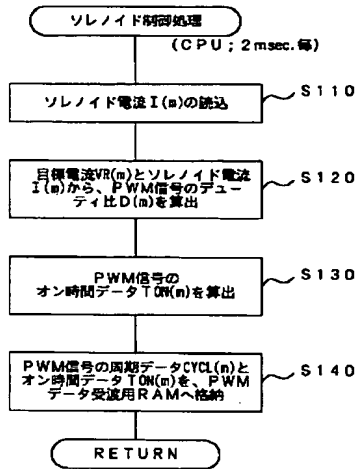 ソレノイド制御処理
(CPU;2msec.毎)
ソレノイド電流I(m)の読込
S110
目標電流VR(m)とソレノイド電流
I(m)から、PWM信号のデュー
ティ比D(m)を算出
S120
PWM信号の
オン時間データTON(m)を算出
S130
PWM信号の周期データCYCL(m)と
オン時間データTON(m)を、PWM
データ受渡用RAMへ格納
S140
RETURN